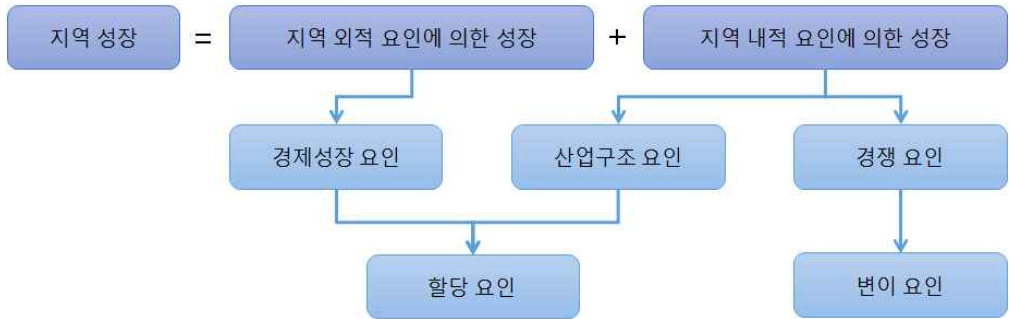 지역 성장 = 지역 외적 요인에 의한 성장 + 지역 내적 요인에 의한 성장
경제성장 요인 산업구조 요인 경쟁 요인
할당 요인 변이 요인